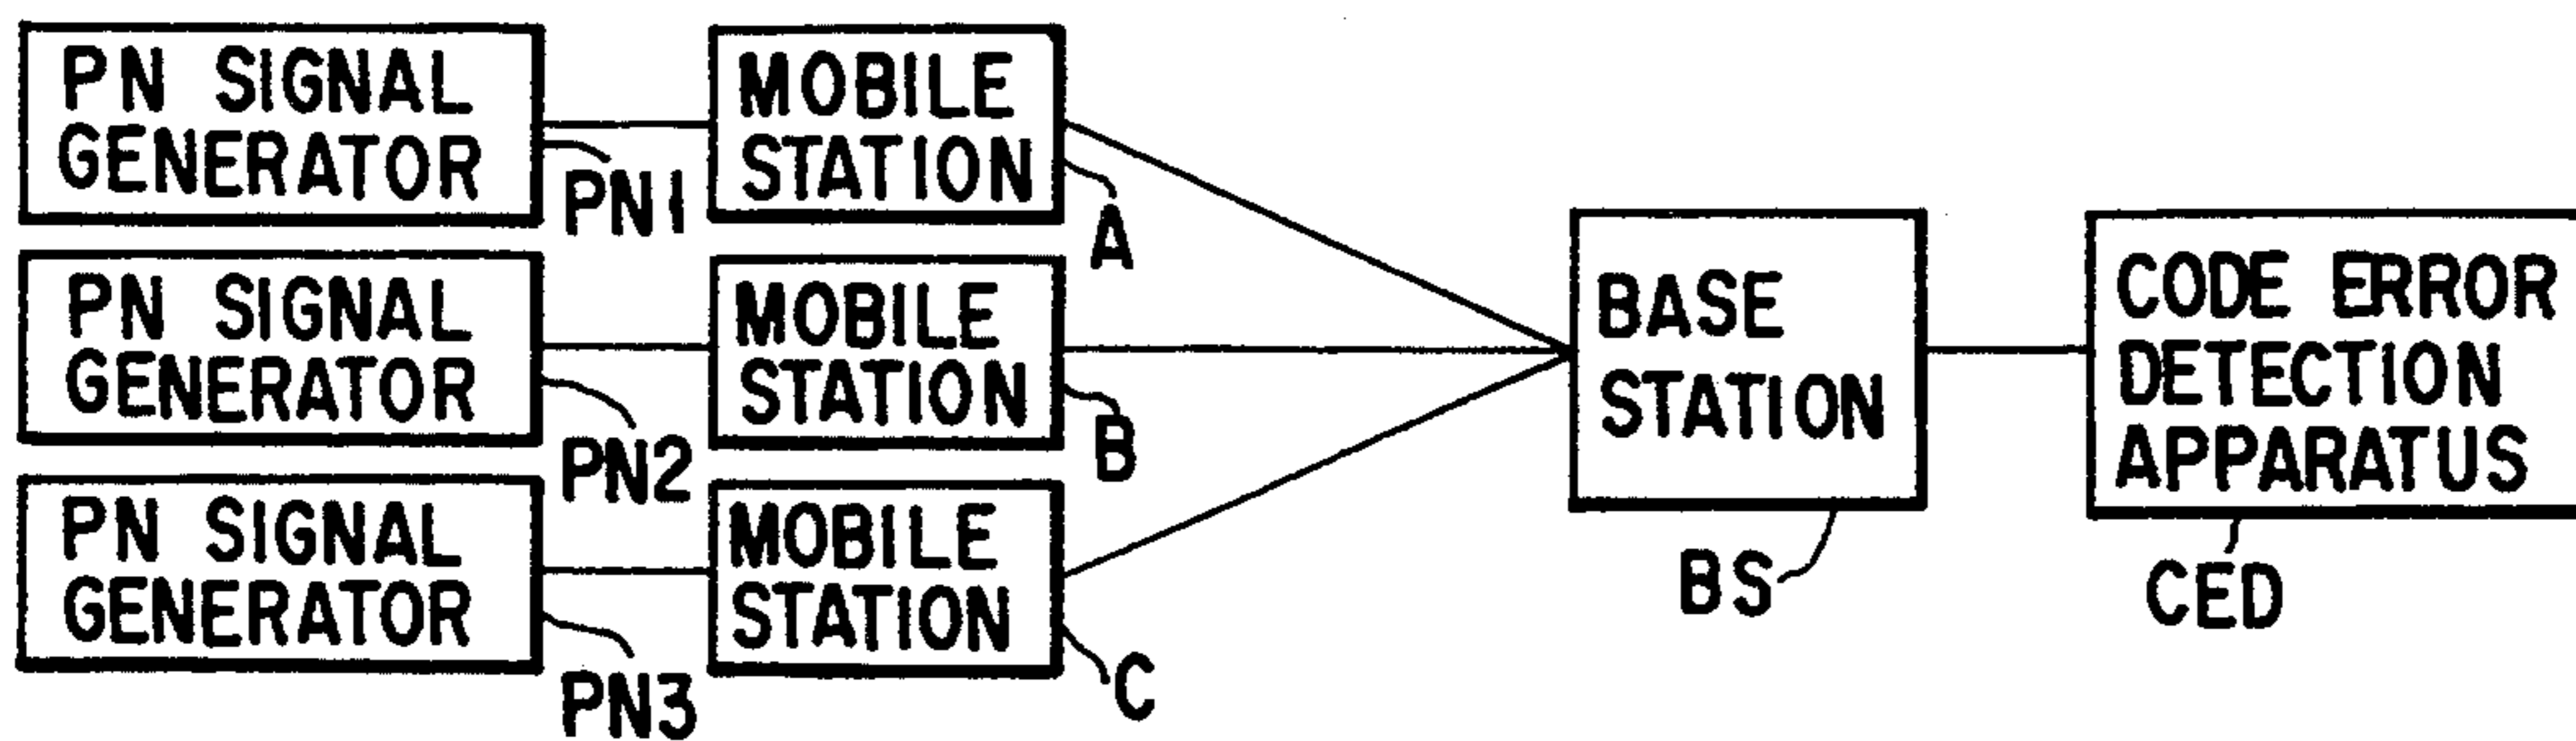 PN SIGNAL
GENERATOR
PN1
MOBILE
STATION
A
PN SIGNAL
GENERATOR
PN2
MOBILE
STATION
B
PN SIGNAL
GENERATOR
PN3
MOBILE
STATION
C
BASE
STATION
BS
CODE ERROR
DETECTION
APPARATUS
CED